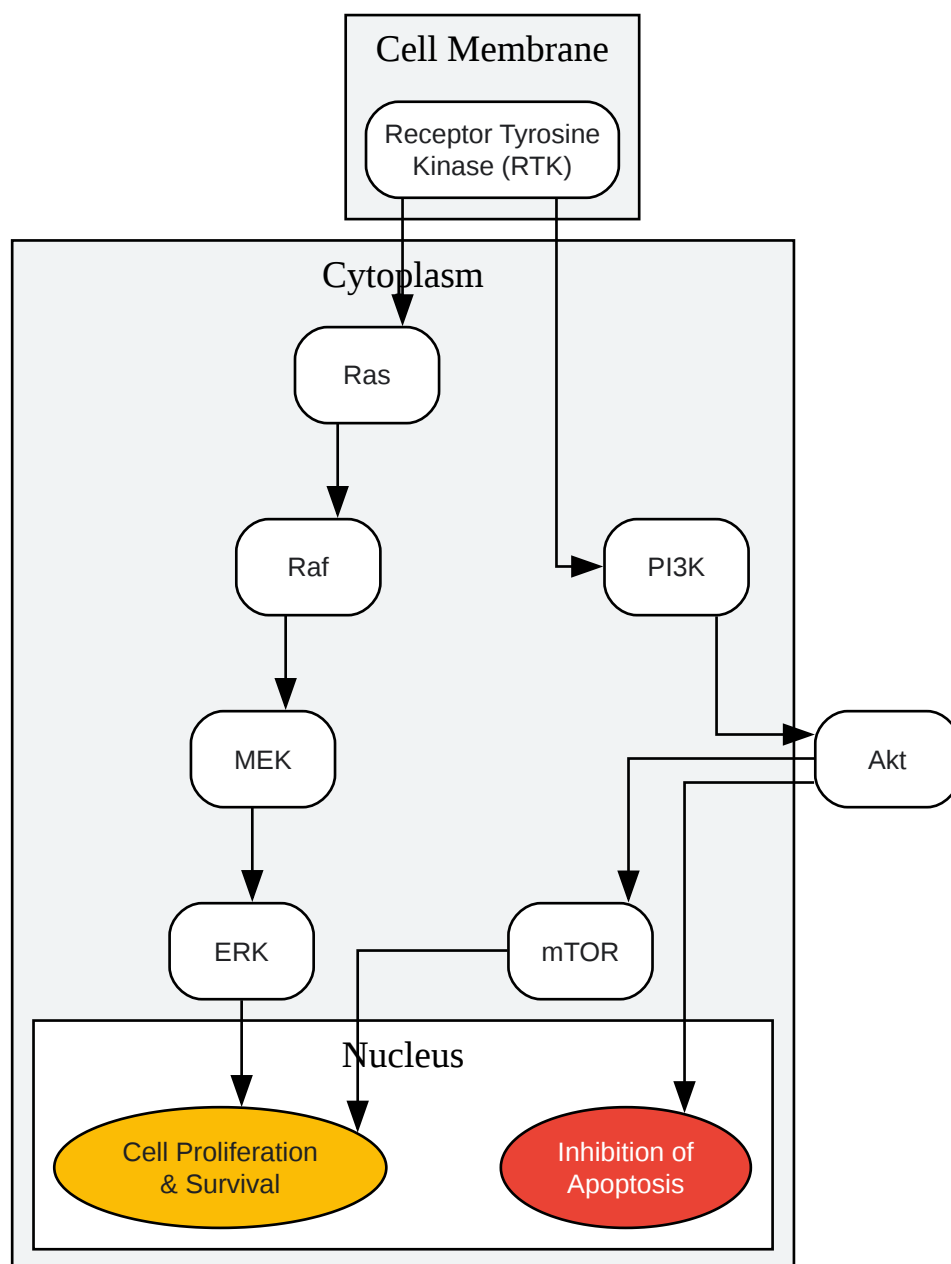 Cell Membrane
Receptor Tyrosine
Kinase (RTK)
Cytoplasm
Ras
Raf
PI3K
MEK
Akt
ERK
mTOR
Nucleus
Cell Proliferation
& Survival
Inhibition of
Apoptosis